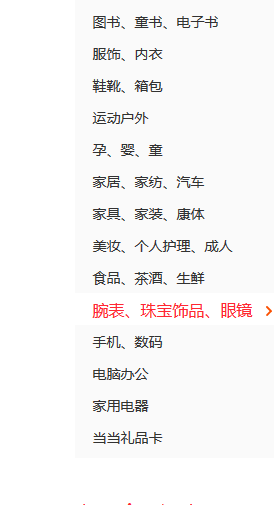 图书、童书、电子书
服饰、内衣
鞋靴、箱包
运动户外
孕、婴、童
家居、家纺、汽车
家具、家装、康体
美妆、个人护理、成人
食品、茶酒、生鲜
腕表、珠宝饰品、眼镜
手机、数码
电脑办公
家用电器
当当礼品卡